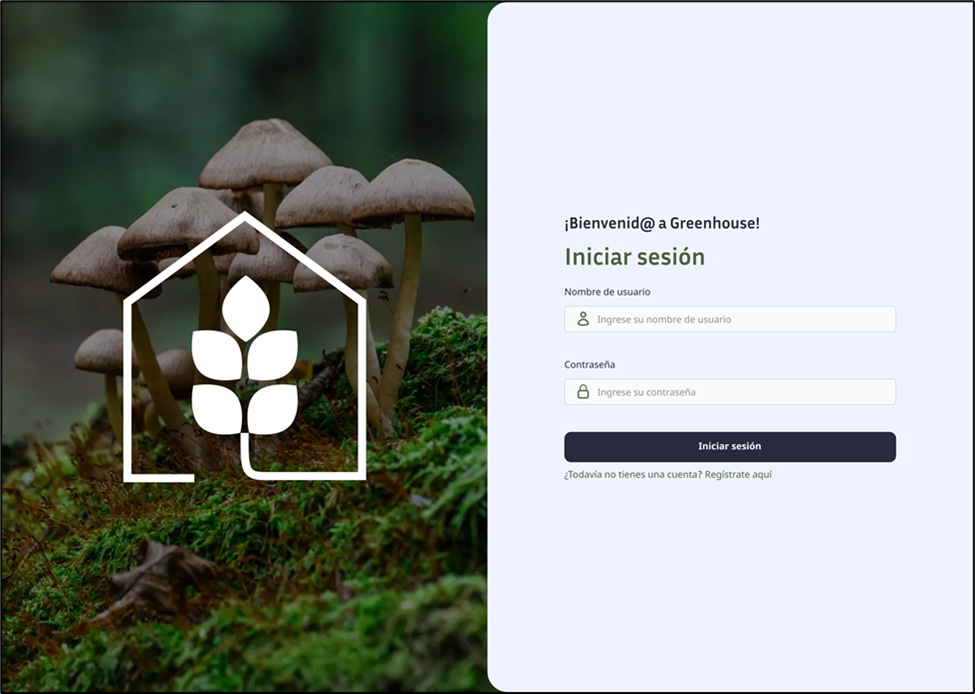 ¡Bienvenid@ a Greenhouse!
Iniciar sesión
Nombre de usuario
Ingrese su nombre de usuario
Contraseña
Ingrese su contraseña
Iniciar sesión
¿Todavía no tienes una cuenta? Regístrate aquí